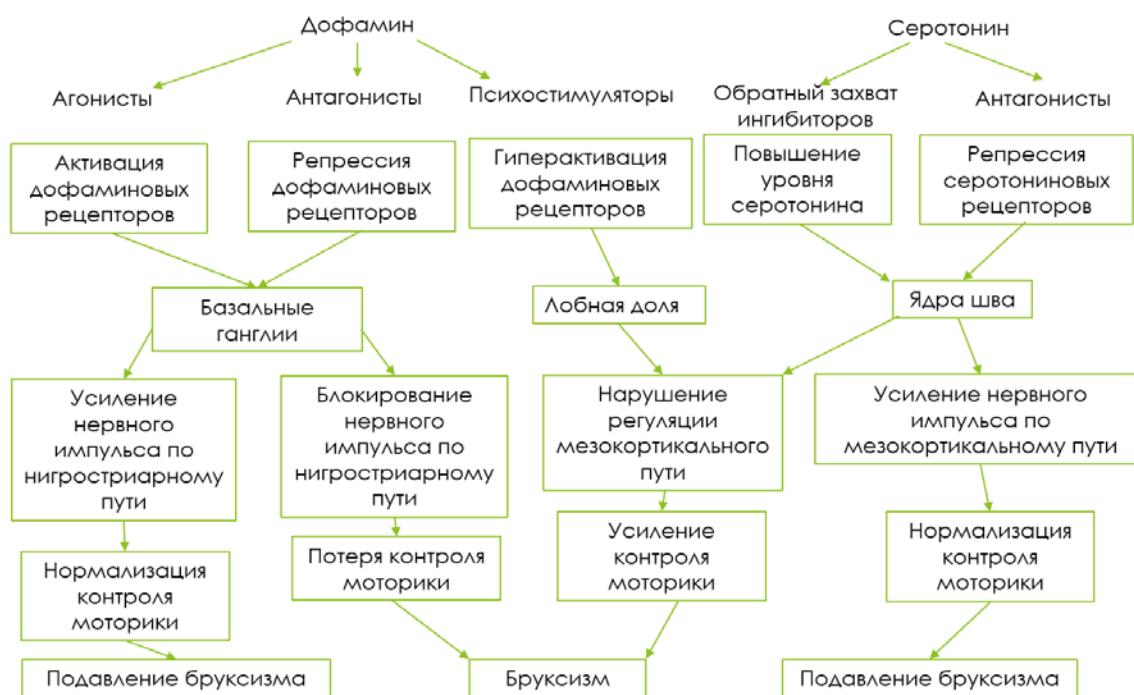 Дофамин
Серотонин
Агонисты
Антагонисты
Психостимуляторы
Обратный захват
ингибиторов
Антагонисты
Активация
дофаминовых
рецепторов
Репрессия
дофаминовых
рецепторов
Гиперактивация
дофаминовых
рецепторов
Повышение
уровня
серотонина
Репрессия
серотониновых
рецепторов
Базальные
ганглии
Лобная доля
Ядра шва
Усиление
нервного
импульса по
нигростриарному
пути
Блокирование
нервного
импульса по
нигростриарному
пути
Нарушение
регуляции
мезокортикального
пути
Усиление нервного
импульса по
мезокортикальному пути
Нормализация
контроля
моторики
Потеря контроля
моторики
Усиление
контроля
моторики
Нормализация
контроля
моторики
Подавление бруксизма
Бруксизм
Подавление бруксизма